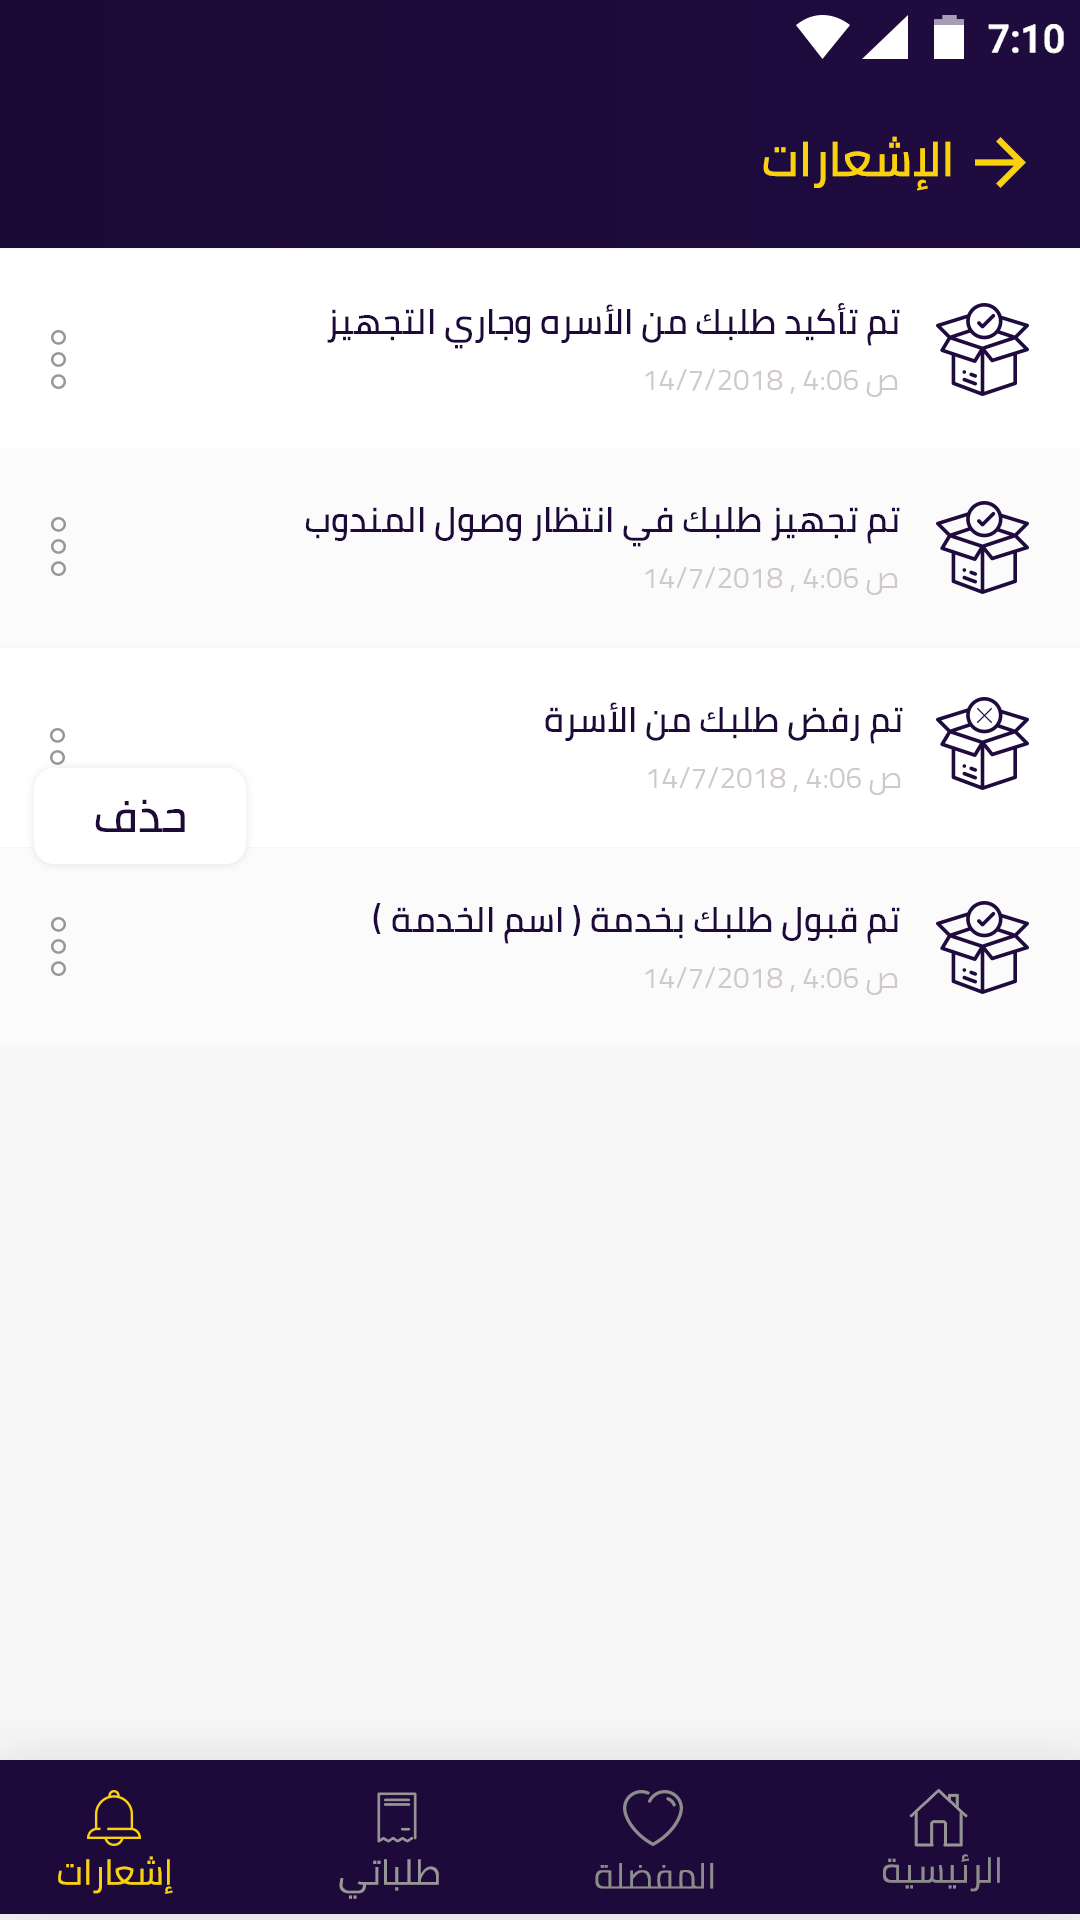 7:10
الإشعارات
تم تأكيد طلبك من الأسره وجاري التجهيز
14/7/2018 , 4:06 ص
تم تجهيز طلبك في انتظار وصول المندوب
14/7/2018 , 4:06 ص
تم رفض طلبك من الأسرة
14/7/2018 , 4:06 ص
حذف
تم قبول طلبك بخدمة ( اسم الخدمة )
14/7/2018 , 4:06 ص
الرئيسية
المفضلة
طلباتي
إشعارات